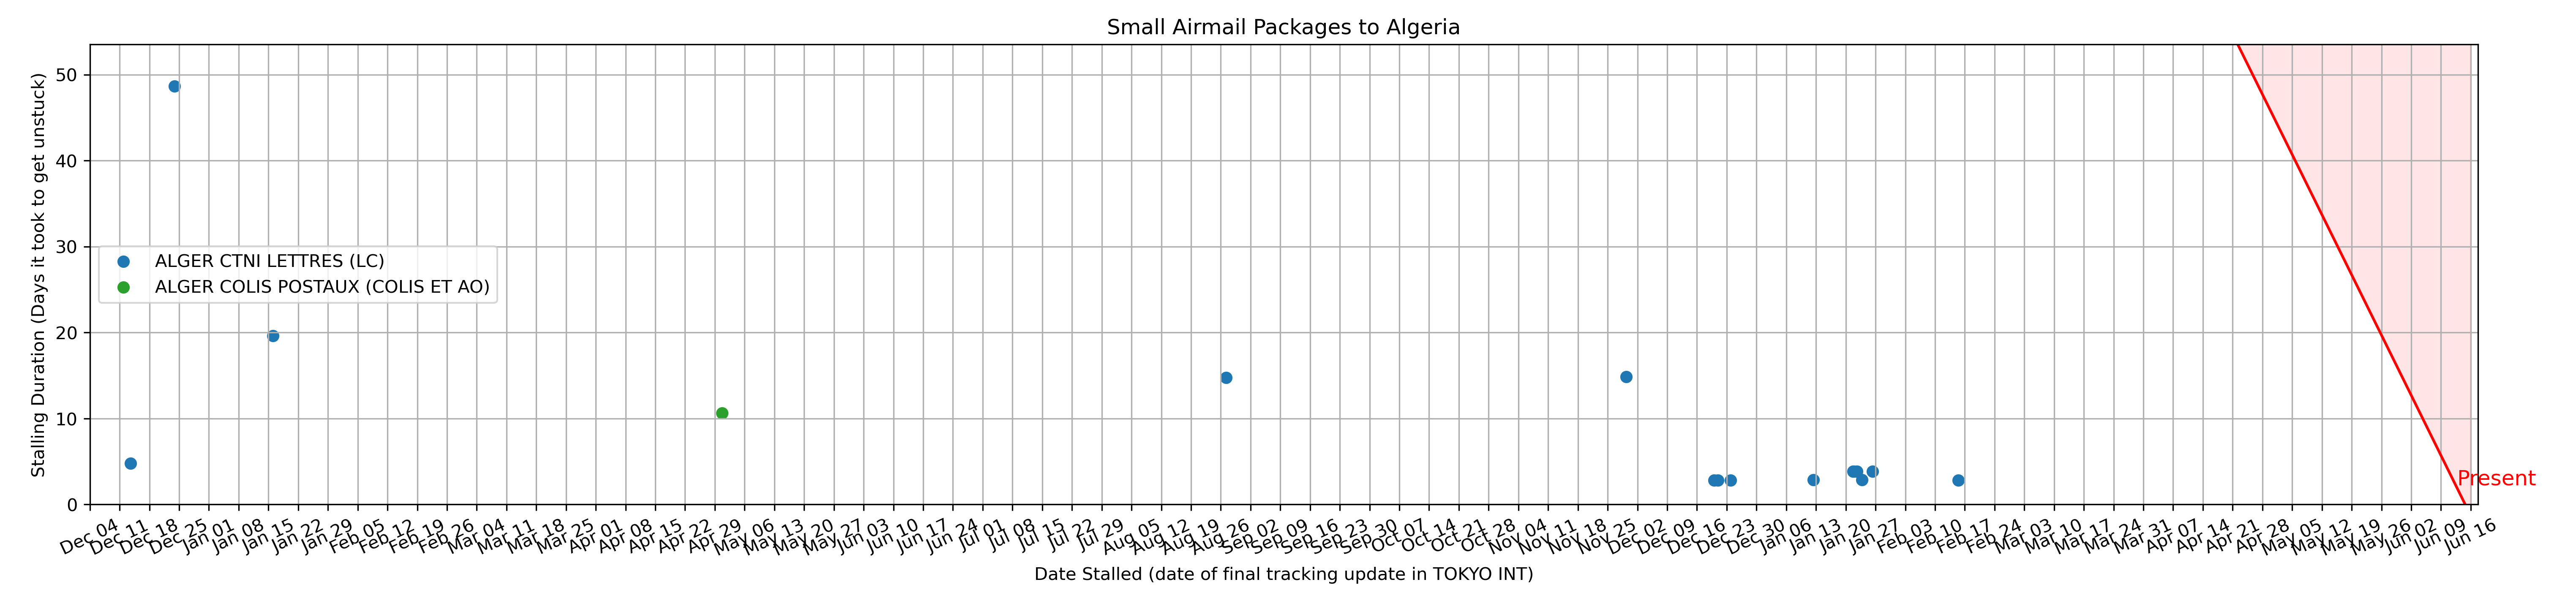 Small Airmail Packages to Algeria
Stalling Duration (Days it took to get unstuck)
50
40
30
20
10
0
ALGER CTNI LETTRES (LC)
ALGER COLIS POSTAUX (COLIS ET AO)
Present
Dec 04 Dec 11 Dec 18 Dec 25 Jan 01 Jan 08 Jan 15 Jan 22 Jan 29 Feb 05 Feb 12 Feb 19 Feb 26 Mar 04 Mar 11 Mar 18 Mar 25 Apr 01 Apr 08 Apr 15 Apr 22 Apr 29 May 06 May 13 May 20 May 27 Jun 03 Jun 10 Jun 17 Jun 24 Jul 01 Jul 08 Jul 15 Jul 22 Jul 29 Aug 05 Aug 12 Aug 19 Aug 26 Sep 02 Sep 09 Sep 16 Sep 23 Sep 30 Oct 07 Oct 14 Oct 21 Oct 28 Nov 04 Nov 11 Nov 18 Nov 25 Dec 02 Dec 09 Dec 16 Dec 23 Dec 30 Jan 06 Jan 13 Jan 20 Jan 27 Feb 03 Feb 10 Feb 17 Feb 24 Mar 03 Mar 10 Mar 17 Mar 24 Mar 31 Apr 07 Apr 14 Apr 21 Apr 28 May 05 May 12 May 19 May 26 Jun 02 Jun 09 Jun 16
Date Stalled (date of final tracking update in TOKYO INT)